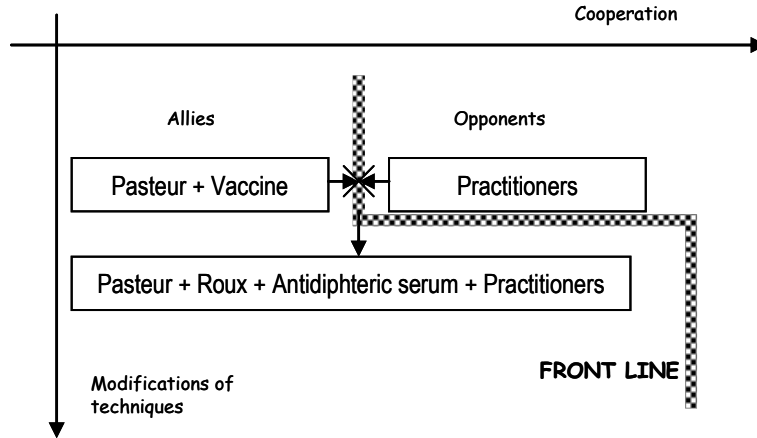 Cooperation
Allies
Opponents
Pasteur + Vaccine
Practitioners
Pasteur + Roux + Antidiphteric serum + Practitioners
FRONT LINE
Modifications of
techniques